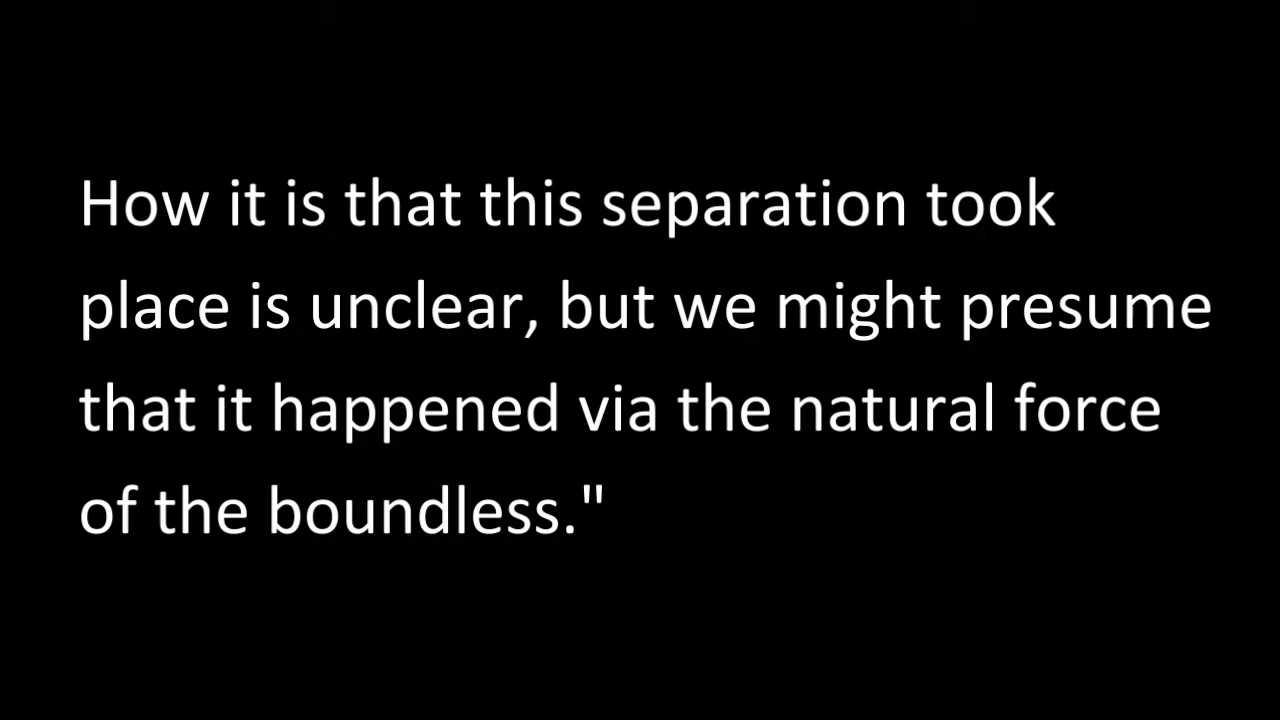 How it is that this separation took
place is unclear, but we might presume
that it happened via the natural force
of the boundless."